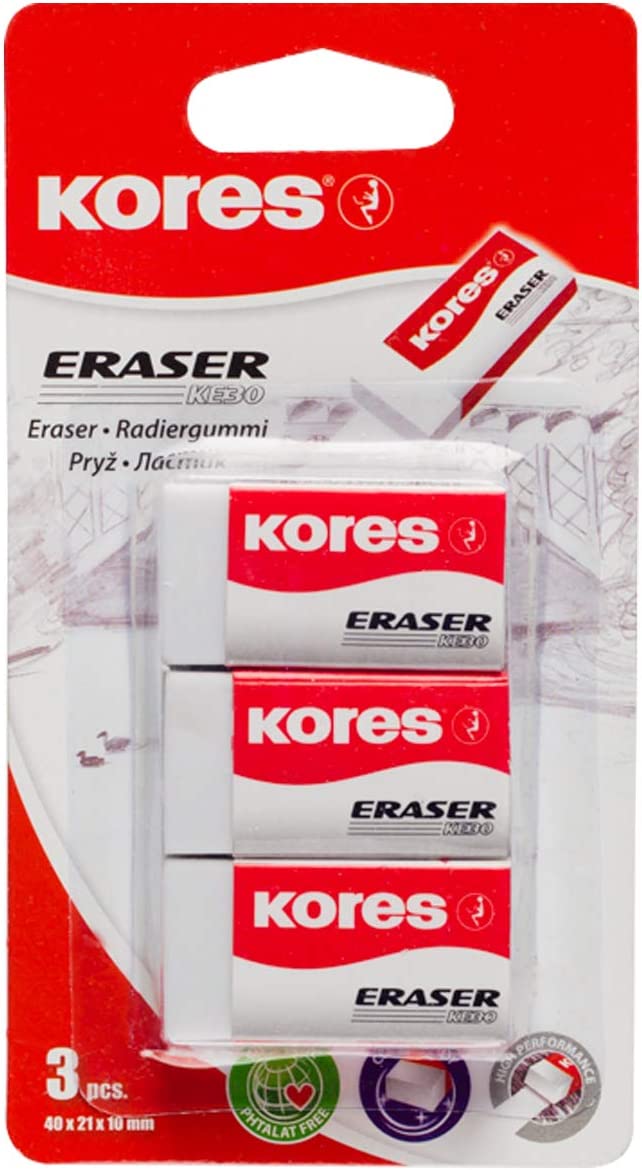 Kores®
Kores
ERASER
ERASER
KE30
Eraser • Radiergummi
Pryž • Ластик
Kores
ERASER
KE30
Kores
ERASER
KE30
Kores
ERASER
KE30
3 pcs.
40 x 21 x 10 mm
PHTALAT FREE
HIGH PERFORMANCE